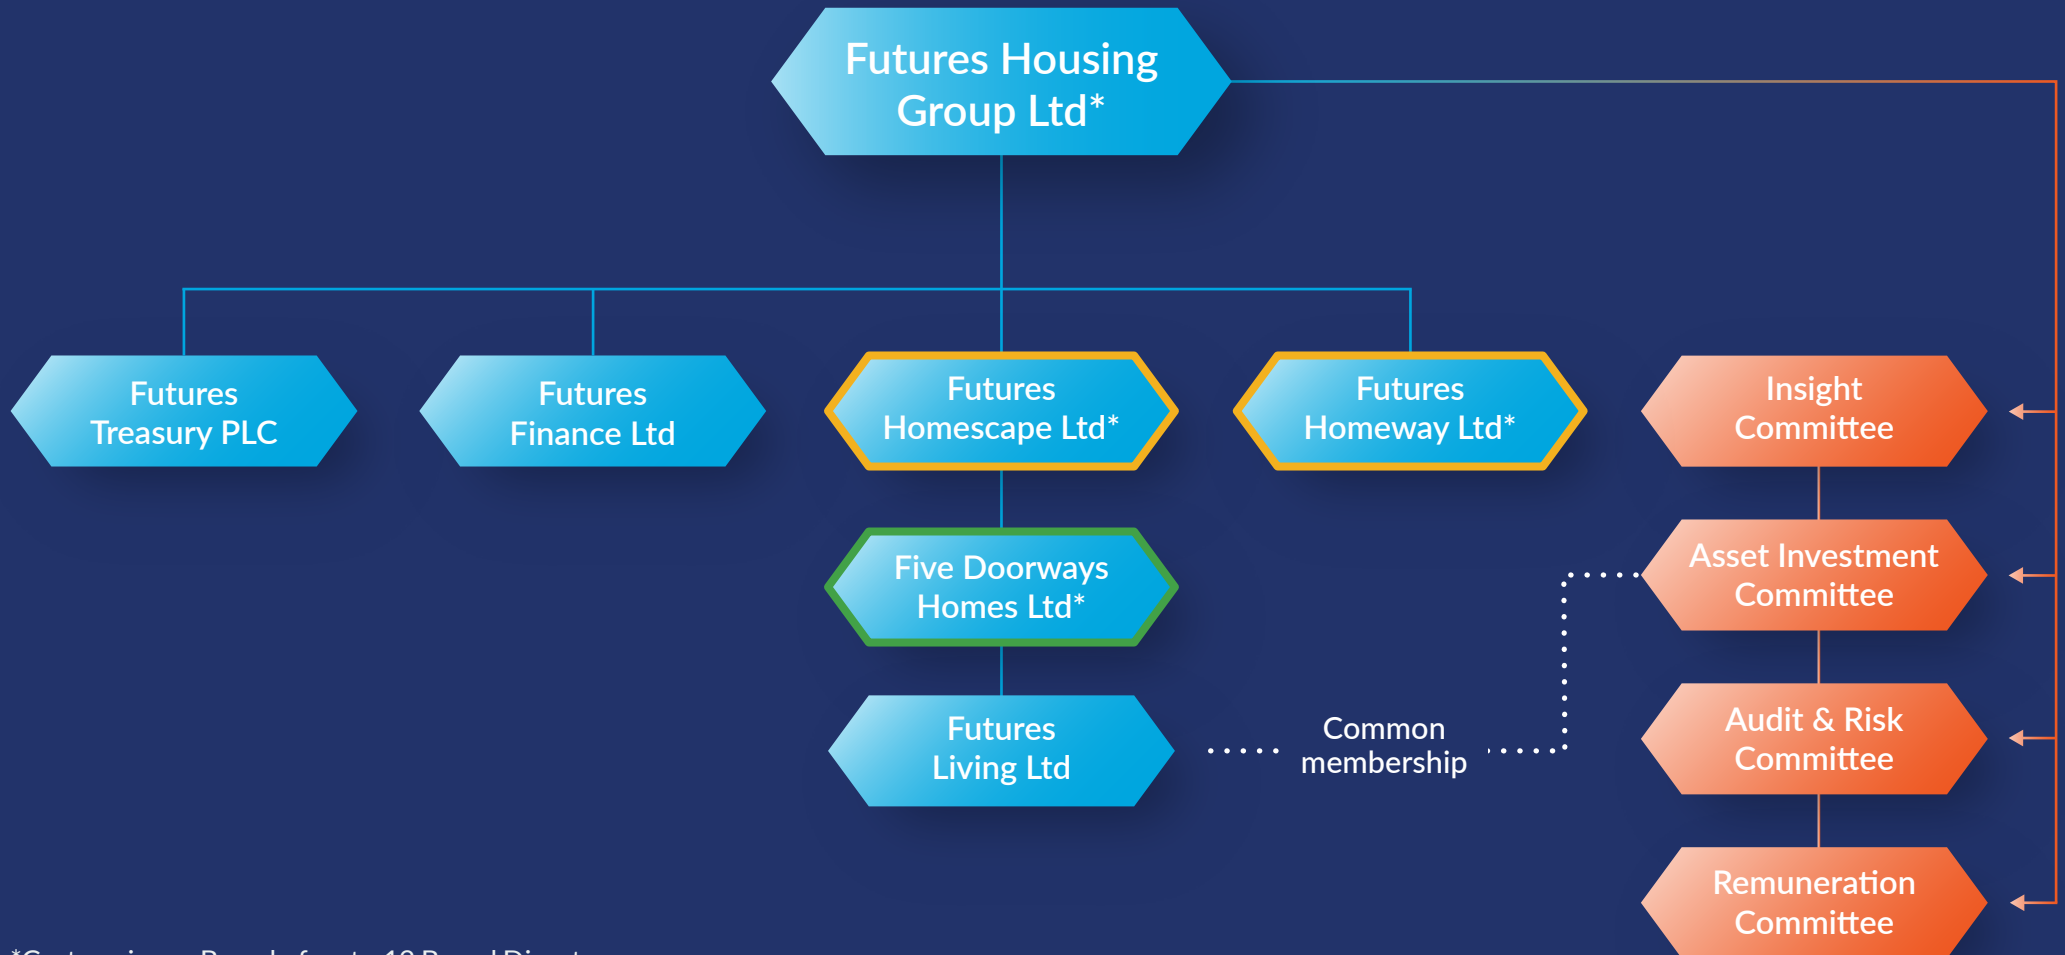 Futures Housing
Group Ltd*
Futures
Treasury PLC
Futures
Finance Ltd
Futures
Homescape Ltd*
Futures
Homeway Ltd*
Insight
Committee
Five Doorways
Homes Ltd*
Asset Investment
Committee
Futures
Living Ltd
Common
membership
Audit & Risk
Committee
Remuneration
Committee